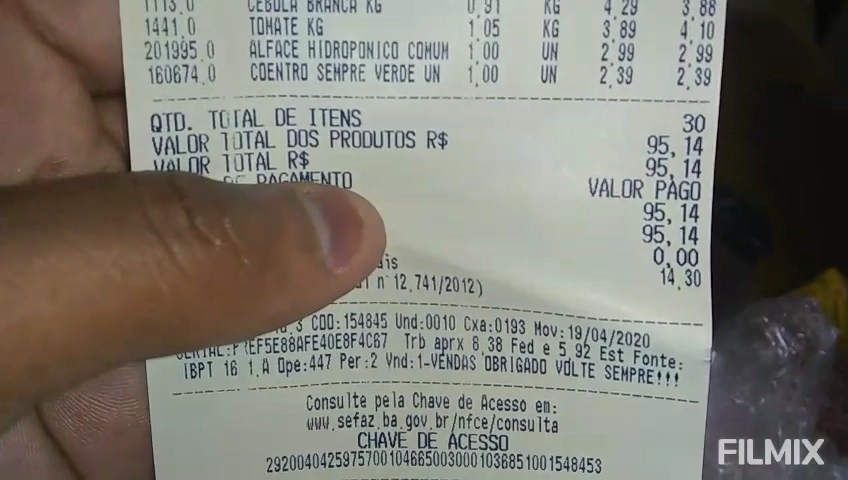 1113.0 CEBOLA BRANCA KG 0,91 KG 4,29 3,88
1441.0 TOMATE KG 1,05 KG 3,89 4,10
201995.0 ALFACE HIDROPONICO COMUM 1,00 UN 2,99 2,99
160674.0 COENTRO SEMPRE VERDE UN 1,00 UN 2,39 2,39
QTD. TOTAL DE ITENS 30
VALOR TOTAL DOS PRODUTOS R$ 95,14
VALOR TOTAL R$ 95,14
DE PAGAMENTO VALOR PAGO
95,14
95,14
0,00
ais 14,30
n°12.741/2012)
3 COO:154845 Und:0010 Cxa:0193 Mov:19/04/2020
Trb aprx 8,38 Fed e 5,92 Est Fonte:
IBPT 16 1.A Ope:447 Per:2 Vnd:1-VENDAS OBRIGADO VOLTE SEMPRE!!!
Consulte pela Chave de Acesso em:
www.sefaz.ba.gov.br/nfce/consulta
CHAVE DE ACESSO
29200404259757001046650030001036851001548453
FILMIX